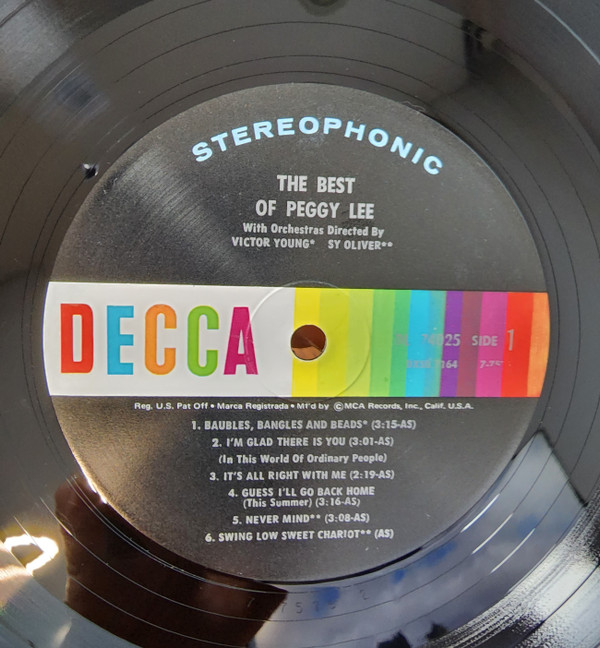 STEREOPHONIC
THE BEST
OF PEGGY LEE
With Orchestras Directed By
VICTOR YOUNG* SY OLIVER**
DECCA
SIDE 1
Reg. U.S. Pat Off • Marca Registrada • Mf'd by ©MCA Records, Inc., Calif. U.S.A.
1. BAUBLES, BANGLES AND BEADS* (3:15-AS)
2. I'M GLAD THERE IS YOU (3:01-AS)
(In This World Of Ordinary People)
3. IT'S ALL RIGHT WITH ME (2:19-AS)
4. GUESS I'LL GO BACK HOME
(This Summer) (3:16-AS)
5. NEVER MIND** (3:08-AS)
6. SWING LOW SWEET CHARIOT** (AS)